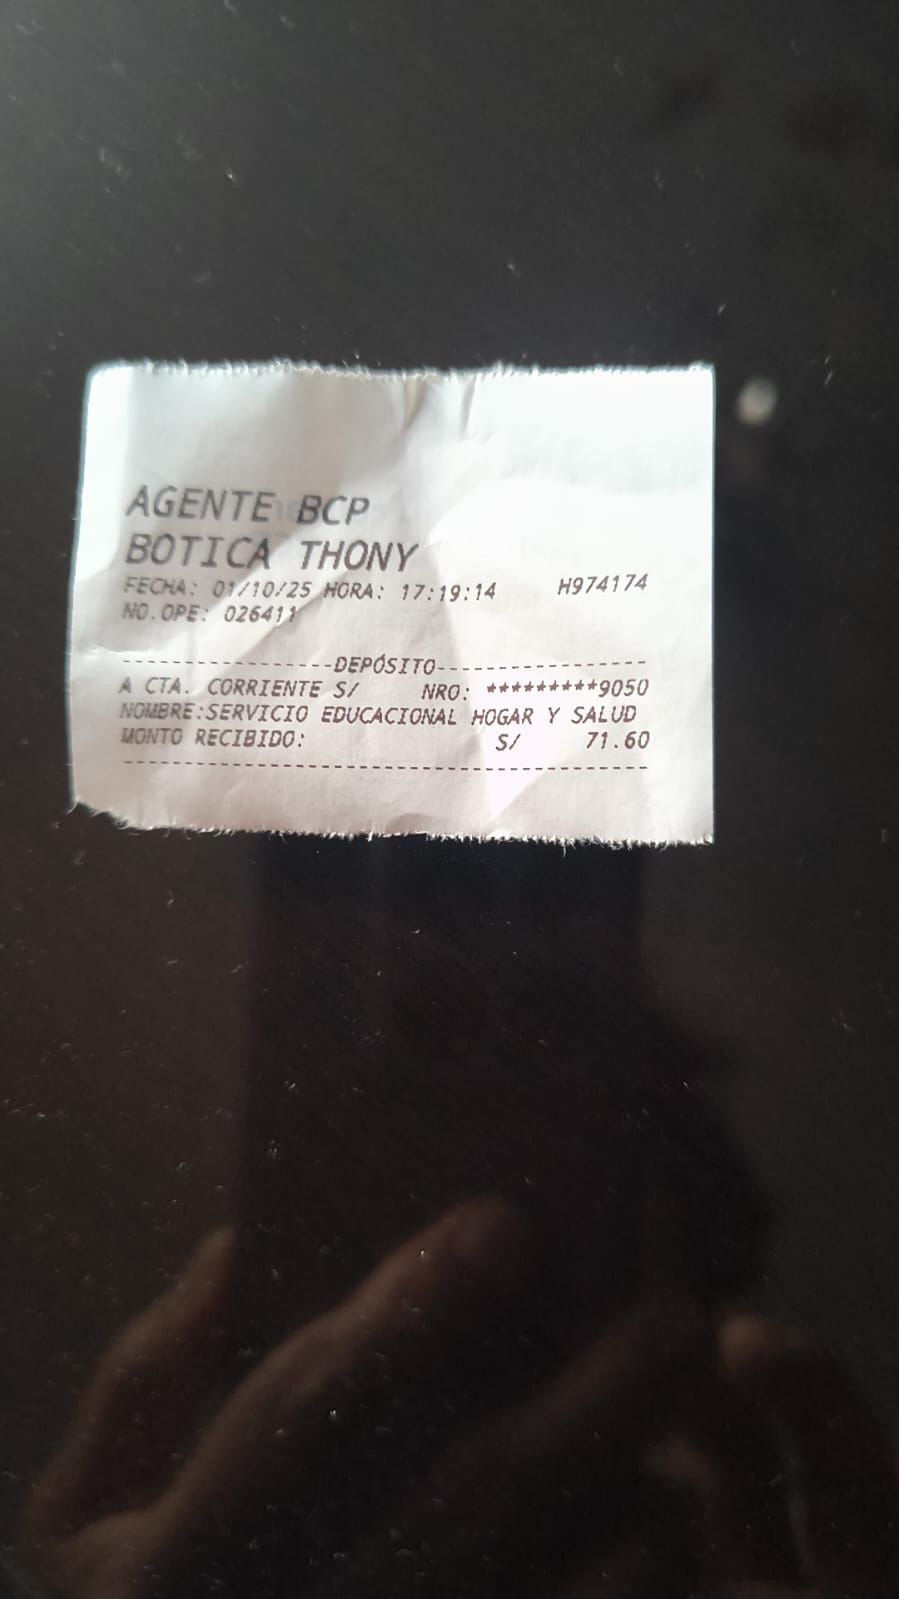 AGENTE BCP
BOTICA THONY
FECHA: 01/10/25 HORA: 17:19:14 H974174
NO.OPE: 026411
-----------------DEPÓSITO-----------------
A CTA. CORRIENTE S/ NRO: *********9050
NOMBRE:SERVICIO EDUCACIONAL HOGAR Y SALUD
MONTO RECIBIDO: S/ 71.60
------------------------------------------